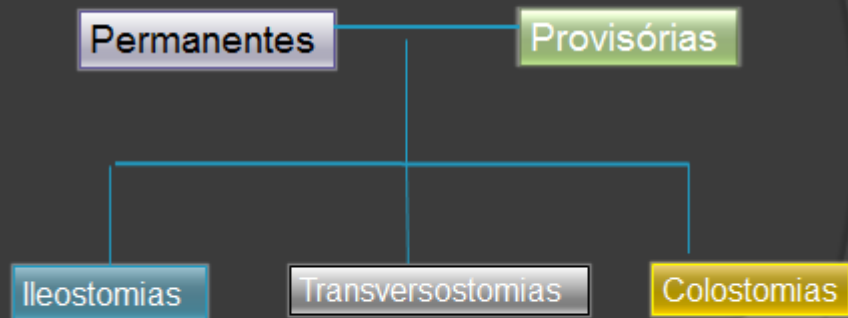 Permanentes
Provisórias
Ileostomias
Transversostomias
Colostomias